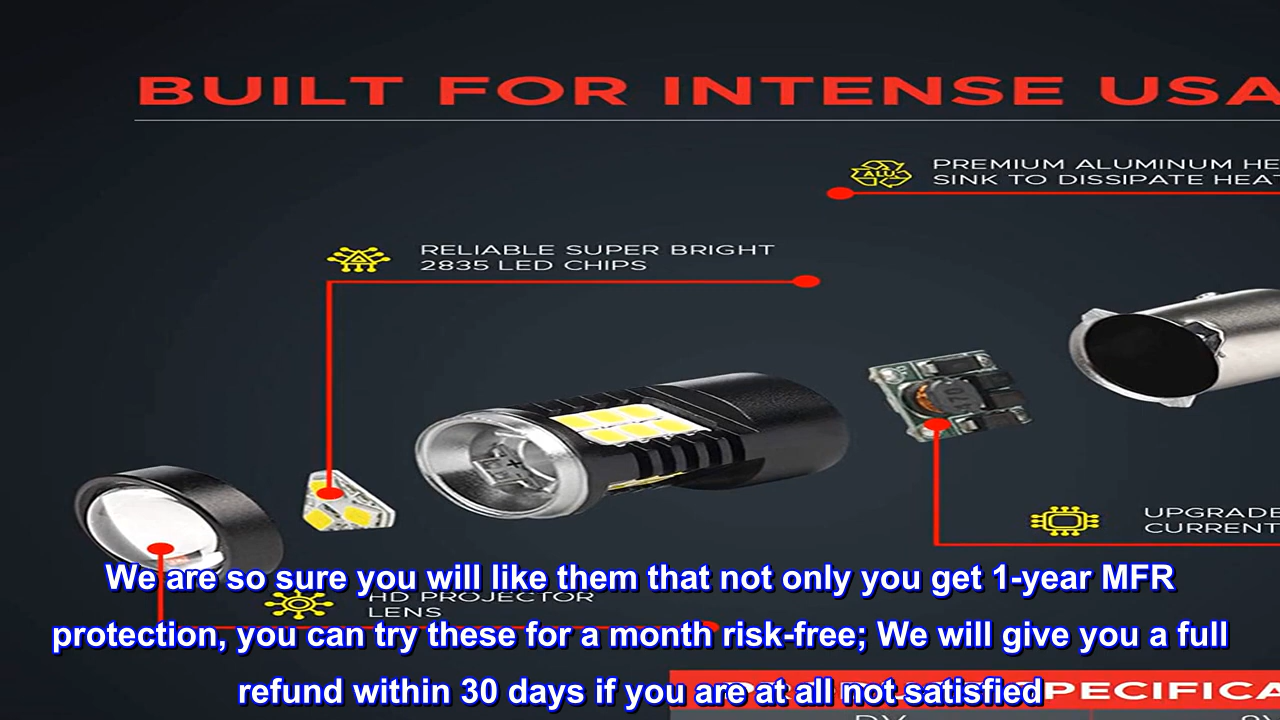 BUILT FOR INTENSE USA
PREMIUM ALUMINUM HE
SINK TO DISSIPATE HEAT
ALU
RELIABLE SUPER BRIGHT
2835 LED CHIPS
470
UPGRADE
CURRENT
HD PROJECTOR
LENS
We are so sure you will like them that not only you get 1-year MFR
protection, you can try these for a month risk-free; We will give you a full
refund within 30 days if you are at all not satisfied